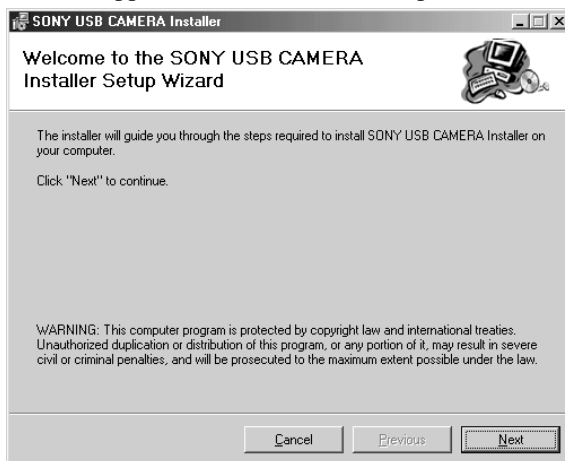 SONY USB CAMERA Installer
Welcome to the SONY USB CAMERA
Installer Setup Wizard
The installer will guide you through the steps required to install SONY USB CAMERA Installer on
your computer.
Click "Next" to continue.
WARNING: This computer program is protected by copyright law and international treaties.
Unauthorized duplication or distribution of this program, or any portion of it, may result in severe
civil or criminal penalties, and will be prosecuted to the maximum extent possible under the law.
Cancel Previous Next